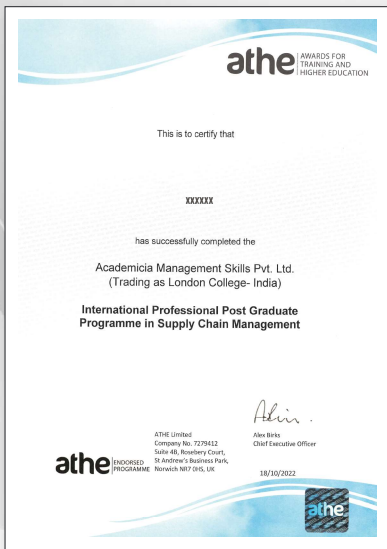 athe AWARDS FOR
TRAINING AND
HIGHER EDUCATION
This is to certify that
XXXXXX
has successfully completed the
Academicia Management Skills Pvt. Ltd.
(Trading as London College- India)
International Professional Post Graduate
Programme in Supply Chain Management
ATHE Limited
Company No. 7279412
Suite 4B, Rosebery Court,
St Andrew's Business Park,
Norwich NR7 0HS, UK
Alex Birks
Chief Executive Officer
athe ENDORSED
PROGRAMME
18/10/2022
athe